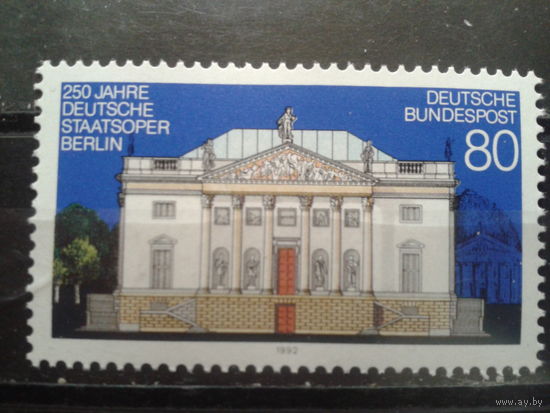 250 JAHRE
DEUTSCHE
STAATSOPER
BERLIN
DEUTSCHE
BUNDESPOST
80
1992
www.ay.by